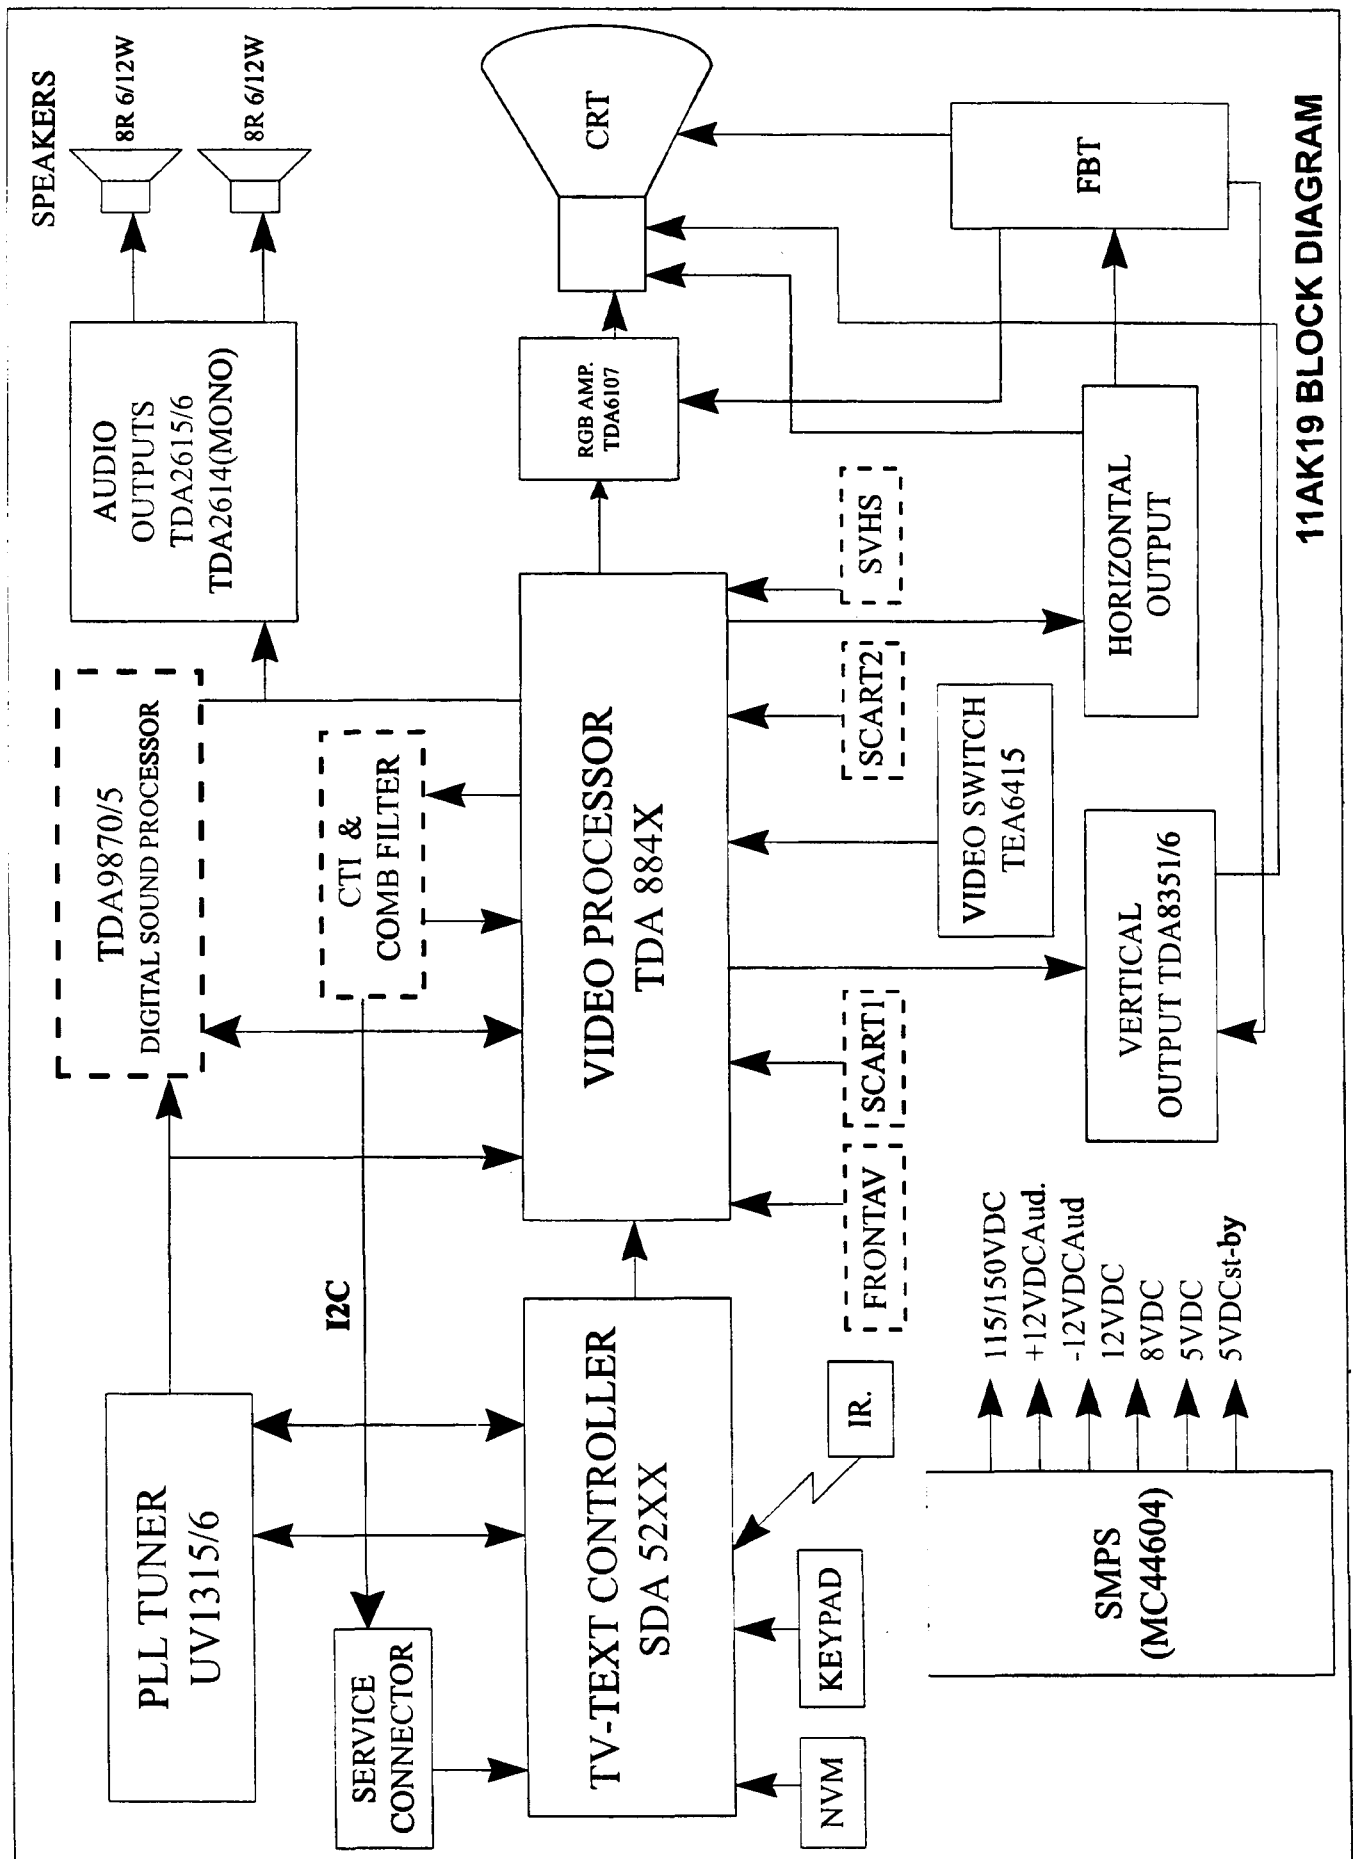 SPEAKERS
8R 6/12W
8R 6/12W
AUDIO
OUTPUTS
TDA2615/6
TDA2614(MONO)
TDA9870/5
DIGITAL SOUND PROCESSOR
CTI &
COMB FILTER
PLL TUNER
UV1315/6
I2C
SERVICE
CONNECTOR
TV-TEXT CONTROLLER
SDA 52XX
VIDEO PROCESSOR
TDA 884X
RGB AMP.
TDA6107
CRT
NVM
KEYPAD
IR.
FRONTAV
SCART1
SCART2
SVHS
VIDEO SWITCH
TEA6415
SMPS
(MC44604)
115/150VDC
+12VDCAud.
-12VDCAud
12VDC
8VDC
5VDC
5VDCst-by
VERTICAL
OUTPUT TDA8351/6
HORIZONTAL
OUTPUT
FBT
11AK19 BLOCK DIAGRAM